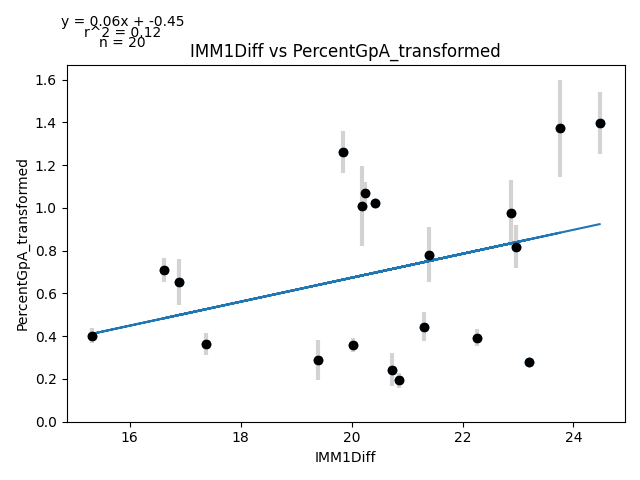 y = 0.06x + -0.45
r^2 = 0.12
n = 20
IMM1Diff vs PercentGpA_transformed
PercentGpA_transformed
1.6
1.4
1.2
1.0
0.8
0.6
0.4
0.2
0.0
16 18 20 22 24
IMM1Diff